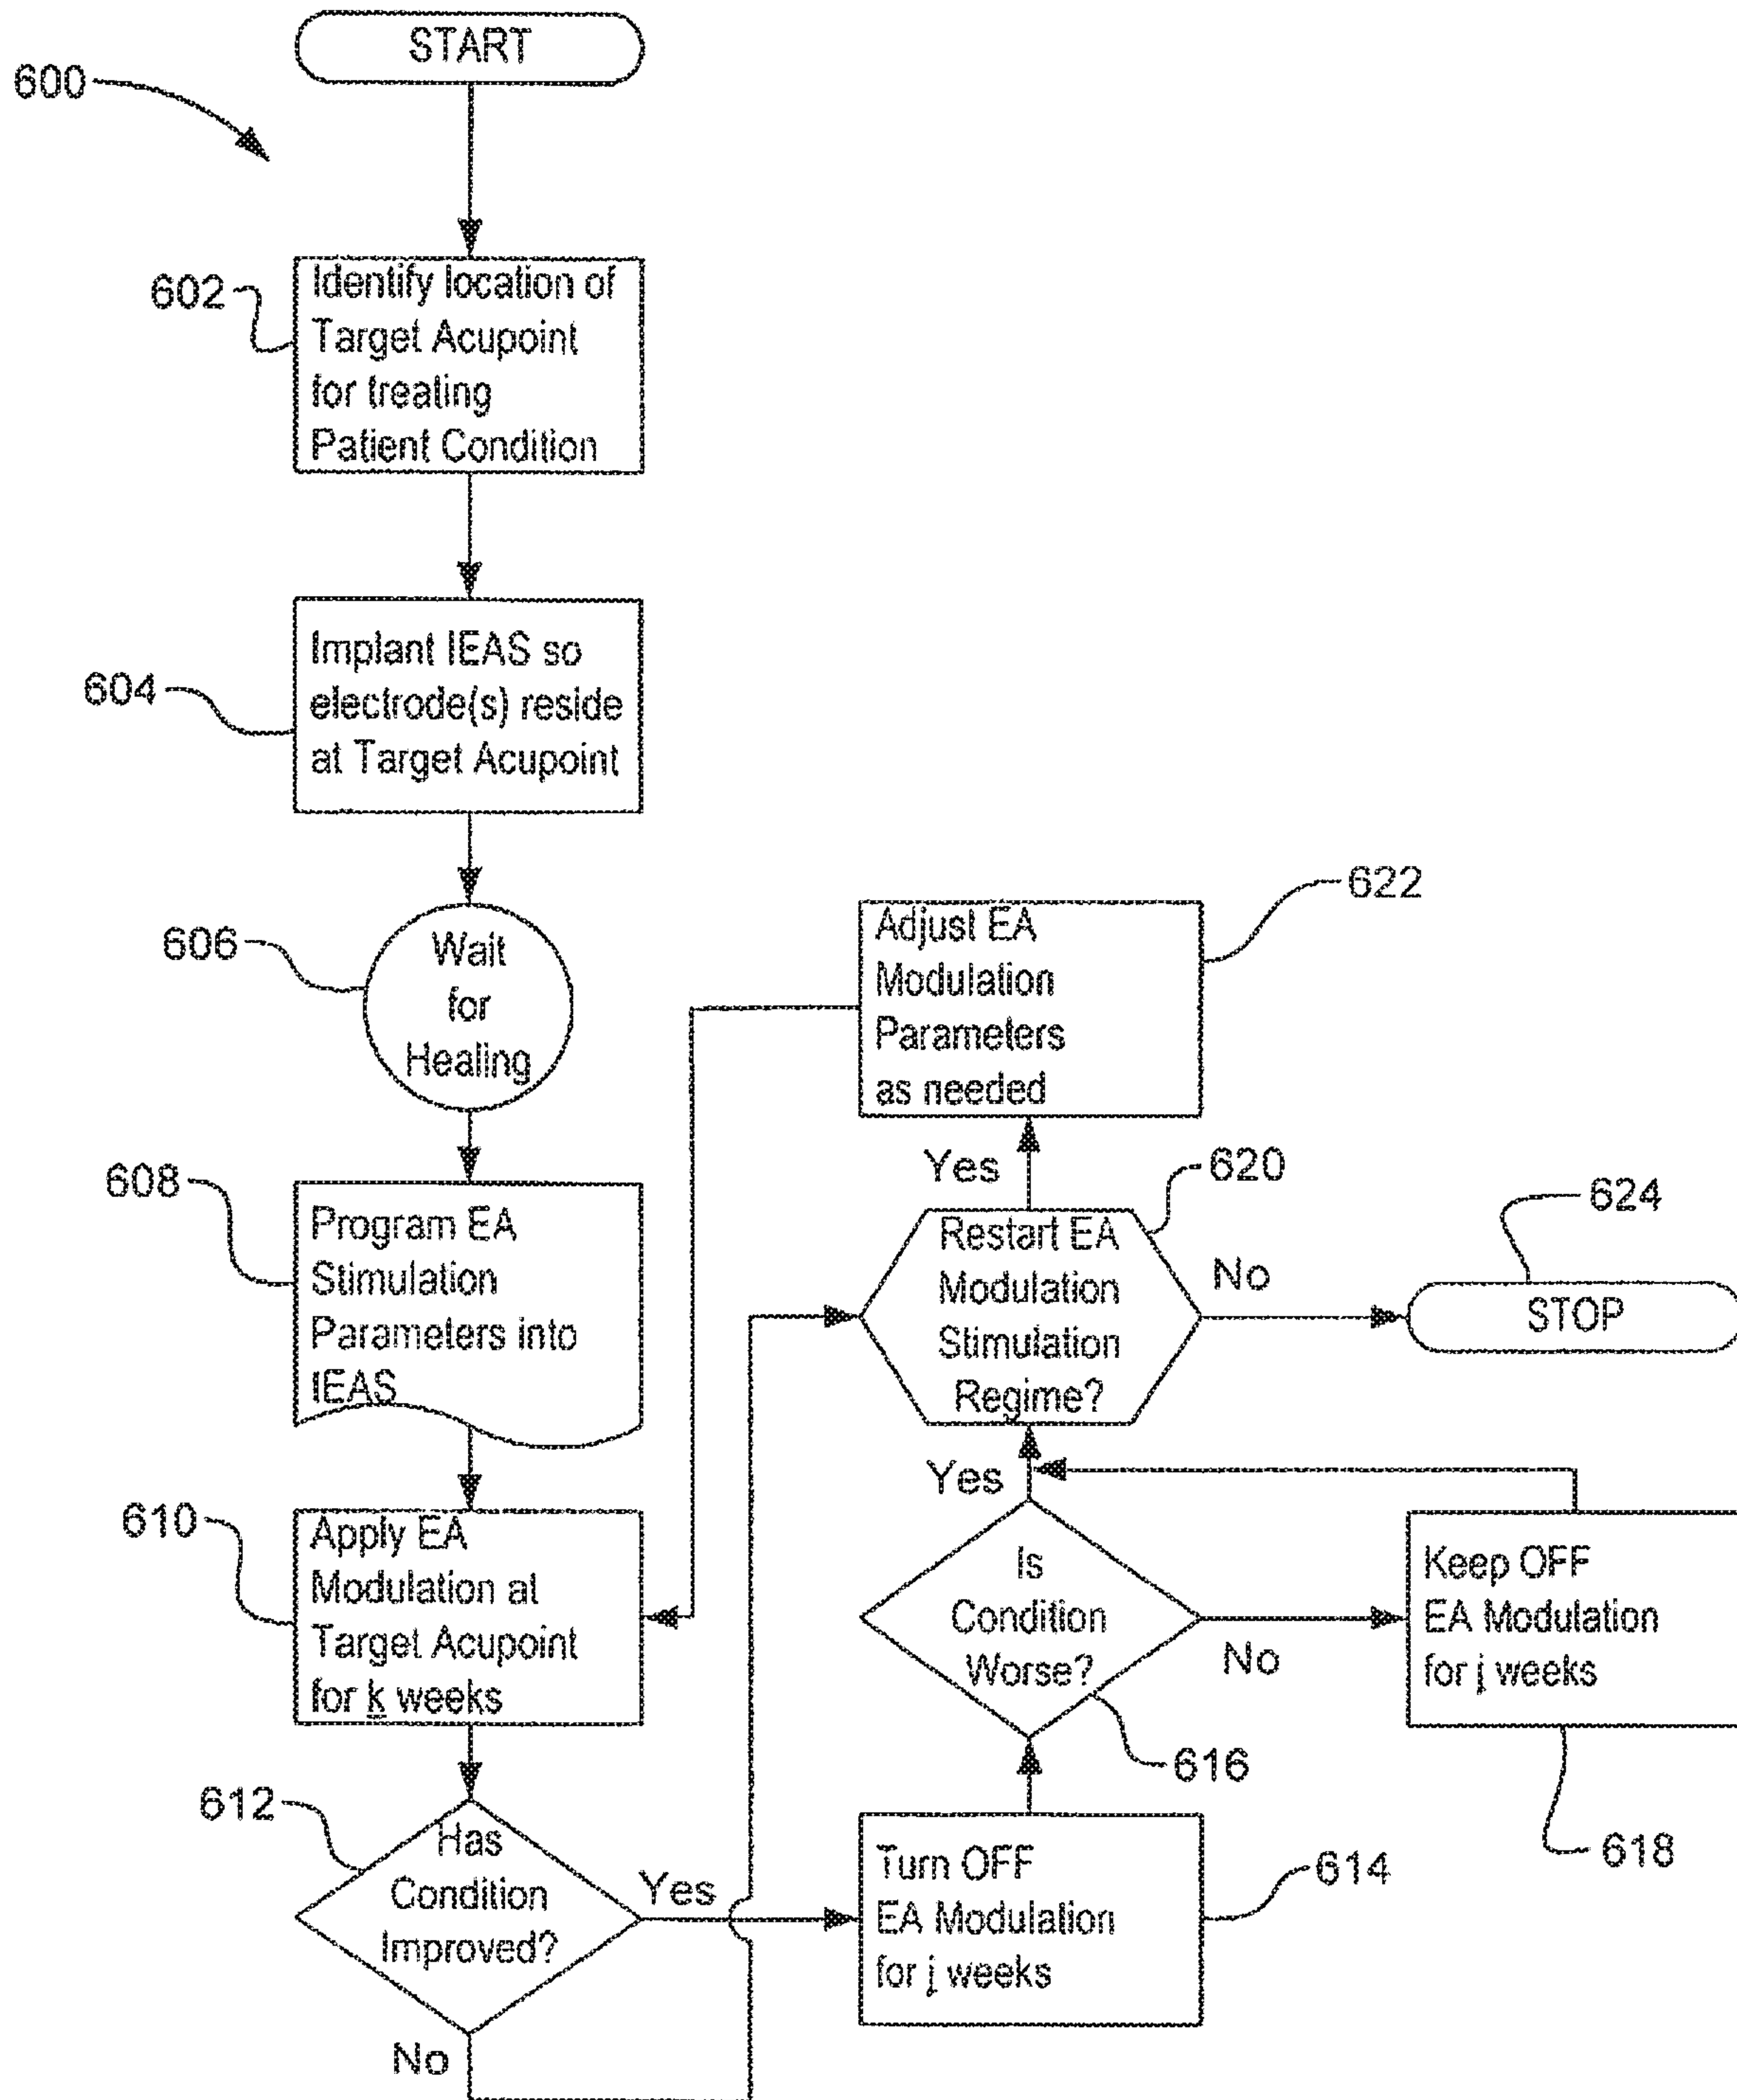 START
600
602
Identify location of
Target Acupoint
for treating
Patient Condition
604
Implant IEAS so
electrode(s) reside
at Target Acupoint
606
Wait
for
Healing
608
Program EA
Stimulation
Parameters into
IEAS
610
Apply EA
Modulation at
Target Acupoint
for k weeks
612
Has
Condition
Improved?
Yes
No
614
Turn OFF
EA Modulation
for j weeks
616
Is
Condition
Worse?
Yes
No
618
Keep OFF
EA Modulation
for j weeks
620
Restart EA
Modulation
Stimulation
Regime?
Yes
No
622
Adjust EA
Modulation
Parameters
as needed
624
STOP